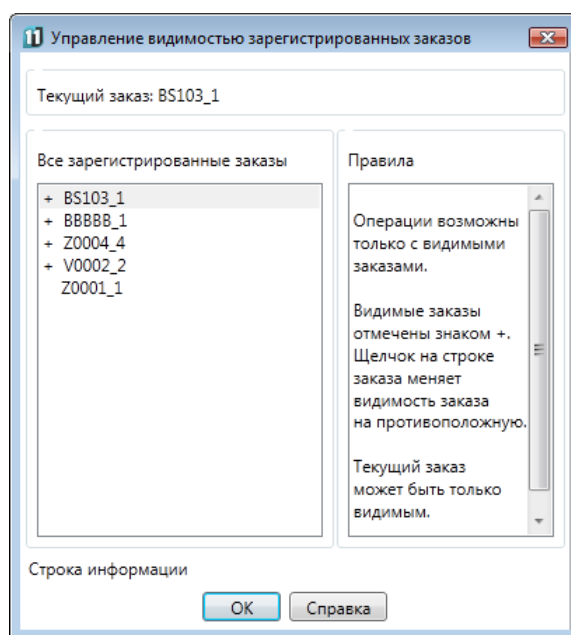 Управление видимостью зарегистрированных заказов
Текущий заказ: BS103_1
Все зарегистрированные заказы
+ BS103_1
+ BBBBB_1
+ Z0004_4
+ V0002_2
Z0001_1
Правила
Операции возможны
только с видимыми
заказами.
Видимые заказы
отмечены знаком +.
Щелчок на строке
заказа меняет
видимость заказа
на противоположную.
Текущий заказ
может быть только
видимым.
Строка информации
OK
Справка